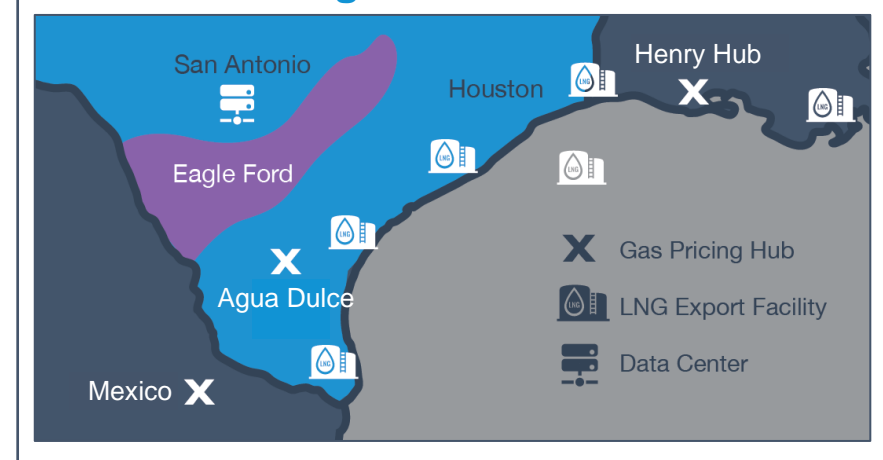 San Antonio
Henry Hub
Houston
LNG
LNG
LNG
LNG
Eagle Ford
LNG
LNG
Gas Pricing Hub
Agua Dulce
LNG
LNG Export Facility
LNG
Data Center
Mexico